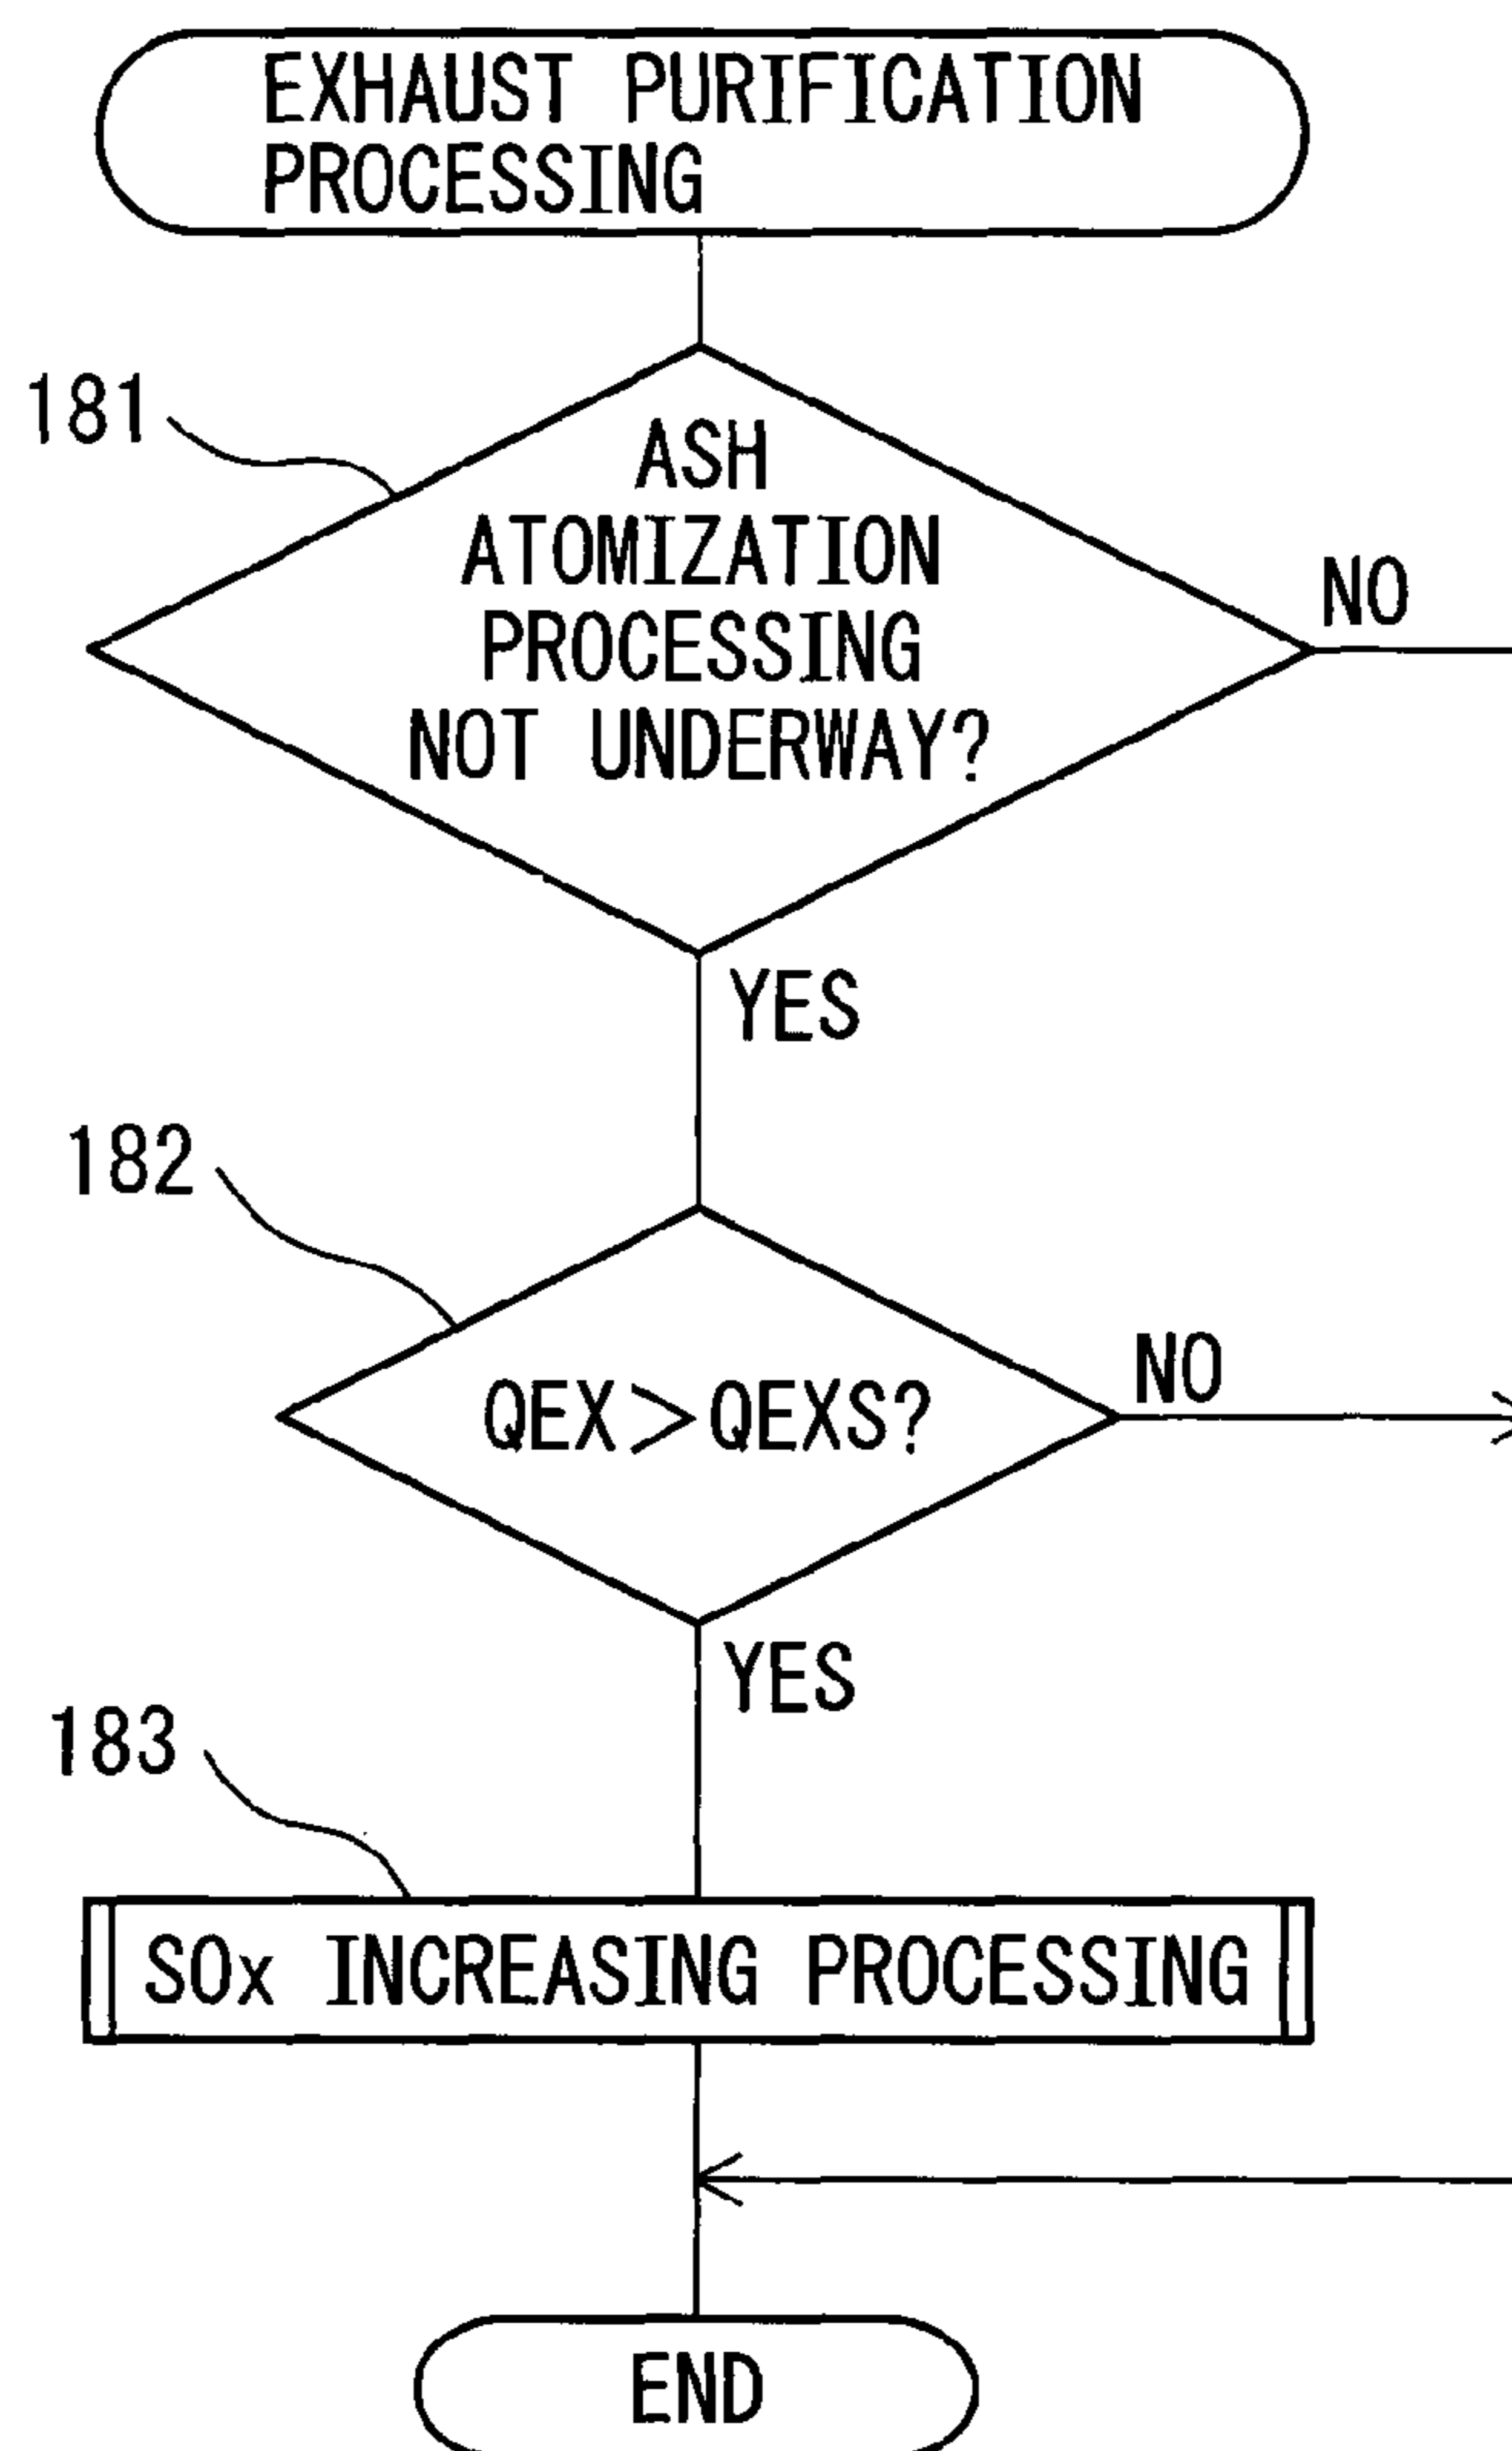 EXHAUST PURIFICATION
PROCESSING
181
ASH
ATOMIZATION
PROCESSING
NOT UNDERWAY?
NO
YES
182
QEX>QEXS?
NO
YES
183
SOx INCREASING PROCESSING
END